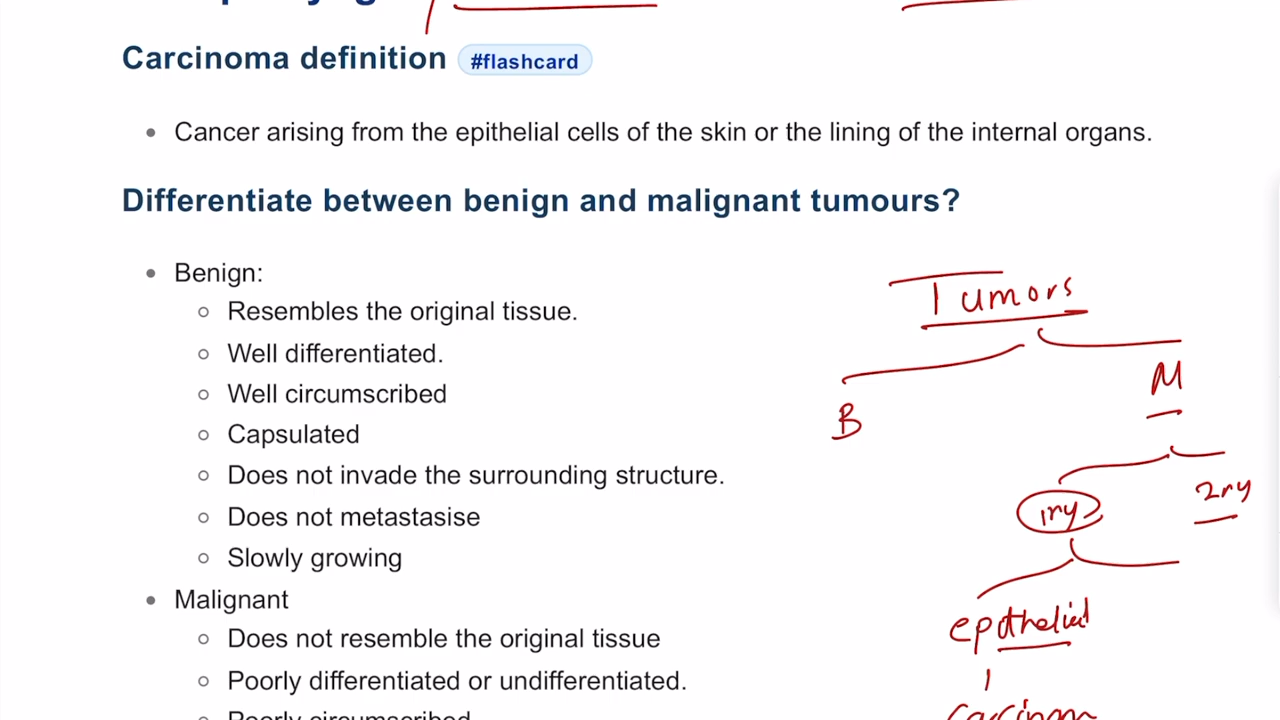 Carcinoma definition #flashcard
• Cancer arising from the epithelial cells of the skin or the lining of the internal organs.
Differentiate between benign and malignant tumours?
• Benign:
○ Resembles the original tissue.
○ Well differentiated.
○ Well circumscribed
○ Capsulated
○ Does not invade the surrounding structure.
○ Does not metastasise
○ Slowly growing
• Malignant
○ Does not resemble the original tissue
○ Poorly differentiated or undifferentiated.
○ Poorly circumscribed
Tumors
B
M
1ry
2ry
epithelial
carcinom